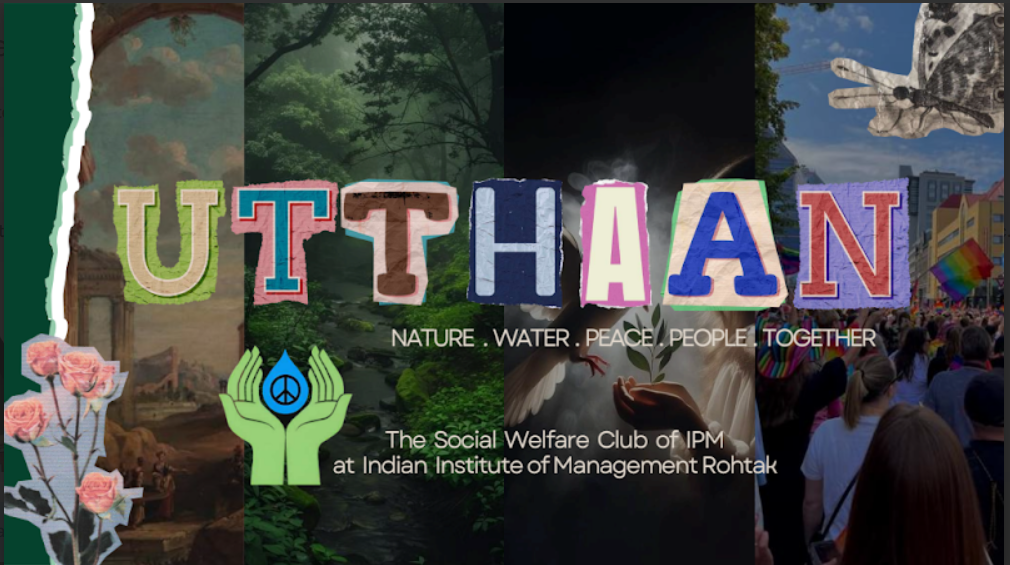 UTTHAAN
NATURE . WATER . PEACE . PEOPLE . TOGETHER
The Social Welfare Club of IPM
at Indian Institute of Management Rohtak